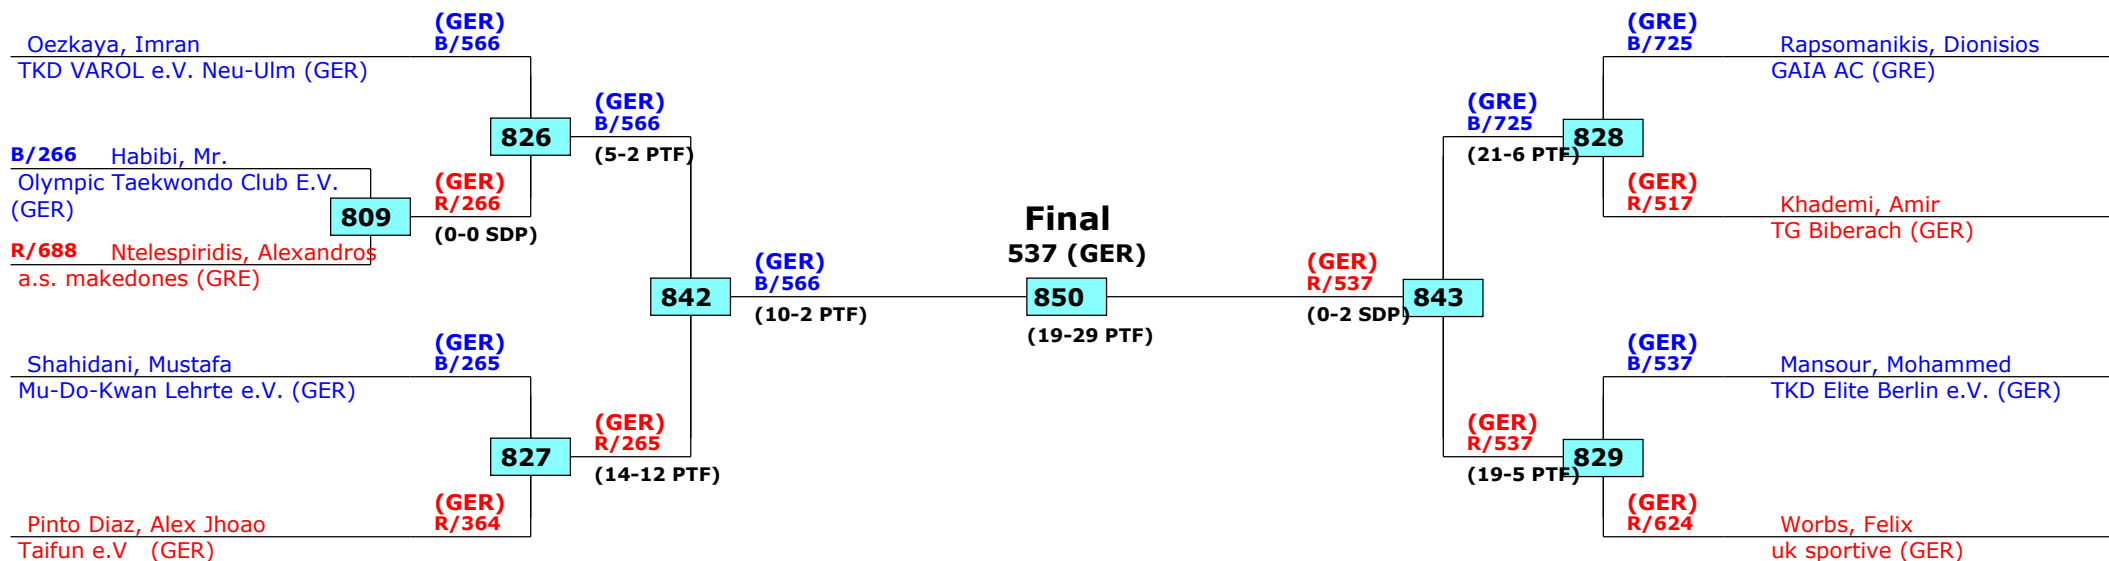 (GER)
B/566
Oezkaya, Imran
TKD VAROL e.V. Neu-Ulm (GER)
B/266 Habibi, Mr.
Olympic Taekwondo Club E.V.
(GER)
809
R/688 Ntelespiridis, Alexandros
a.s. makedones (GRE)
(GER)
R/266
(0-0 SDP)
826
(GER)
B/566
(5-2 PTF)
(GER)
B/265
Shahidani, Mustafa
Mu-Do-Kwan Lehrte e.V. (GER)
827
(GER)
R/364
Pinto Diaz, Alex Jhoao
Taifun e.V (GER)
(GER)
R/265
(14-12 PTF)
842
(GER)
B/566
(10-2 PTF)
Final
537 (GER)
850
(19-29 PTF)
(GER)
R/537
(0-2 SDP)
843
(GRE)
B/725
(21-6 PTF)
828
(GRE)
B/725
Rapsomanikis, Dionisios
GAIA AC (GRE)
(GER)
R/517
Khademi, Amir
TG Biberach (GER)
(GER)
R/537
(19-5 PTF)
829
(GER)
B/537
Mansour, Mohammed
TKD Elite Berlin e.V. (GER)
(GER)
R/624
Worbs, Felix
uk sportive (GER)